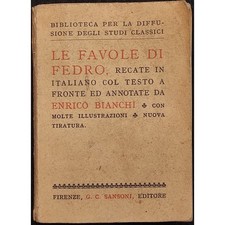 BIBLIOTECA PER LA DIFFU-
SIONE DEGLI STUDI CLASSICI
LE FAVOLE DI
FEDRO, RECATE IN
ITALIANO COL TESTO A
FRONTE ED ANNOTATE DA
ENRICO BIANCHI ✤ CON
MOLTE ILLUSTRAZIONI ✤ NUOVA
TIRATURA.
FIRENZE, G. C. SANSONI, EDITORE